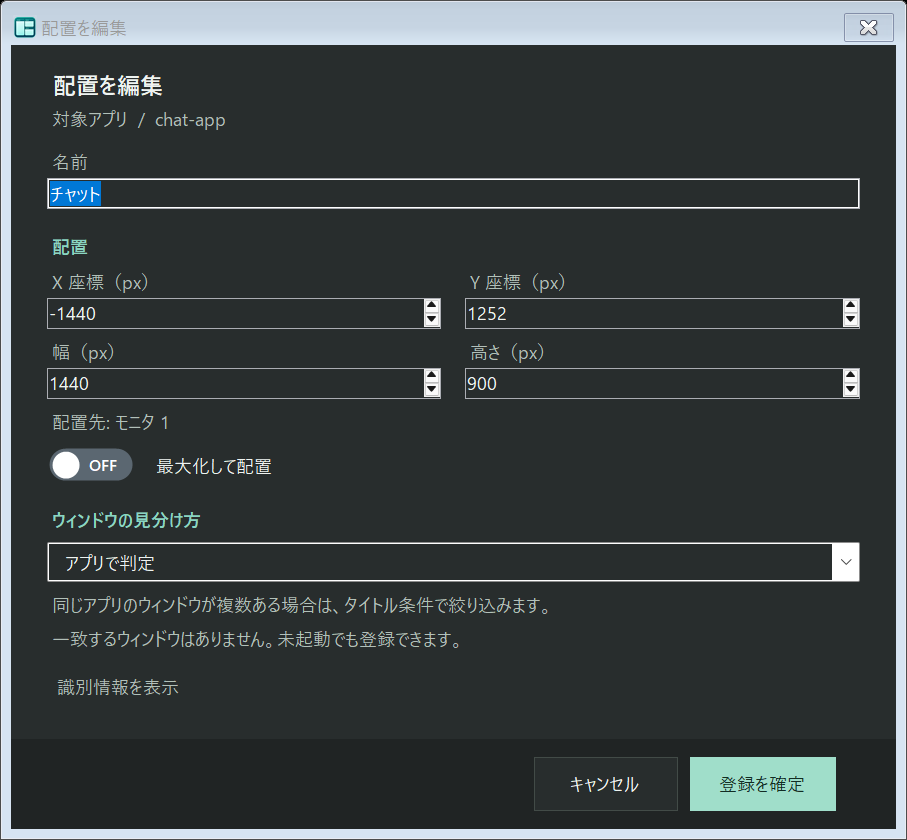 配置を編集
配置を編集
対象アプリ / chat-app
名前
チャット
配置
X 座標（px）
Y 座標（px）
-1440
1252
幅（px）
高さ（px）
1440
900
配置先: モニタ 1
OFF 最大化して配置
ウィンドウの見分け方
アプリで判定
同じアプリのウィンドウが複数ある場合は、タイトル条件で絞り込みます。
一致するウィンドウはありません。未起動でも登録できます。
識別情報を表示
キャンセル
登録を確定